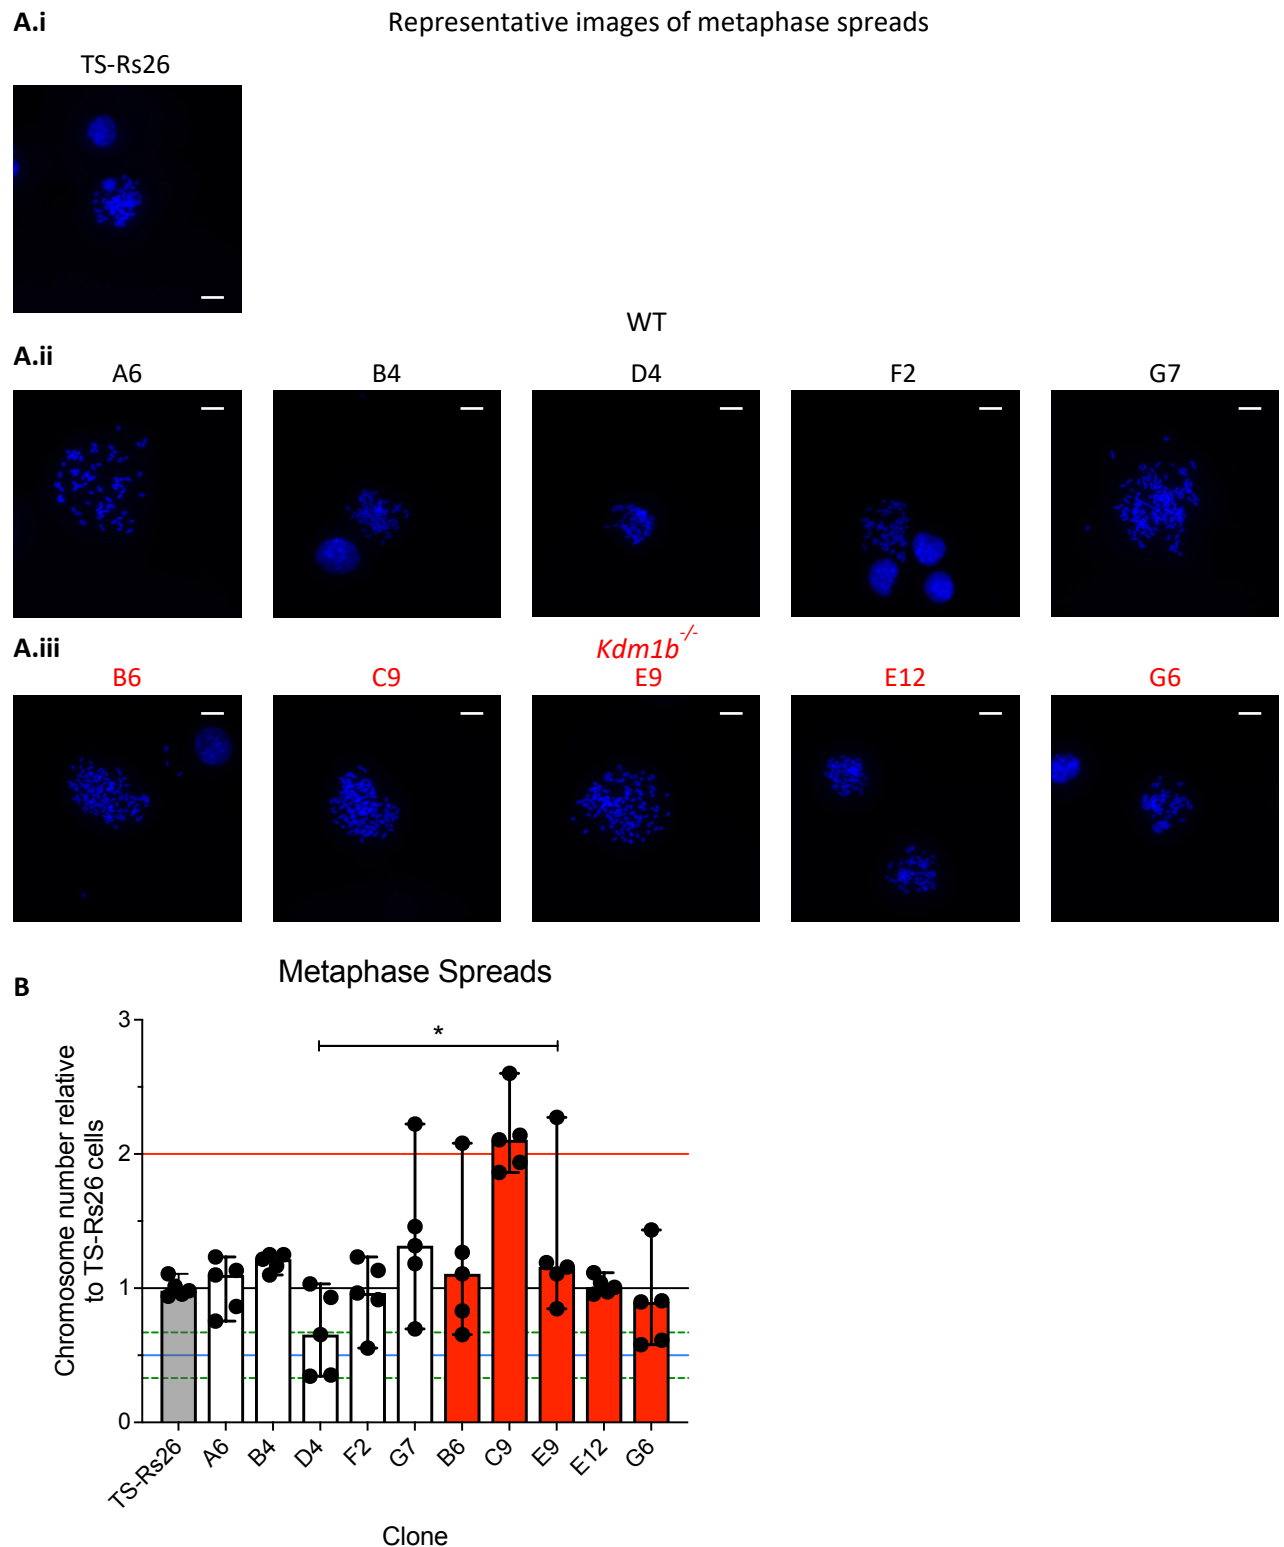 A.i
Representative images of metaphase spreads
TS-Rs26
WT
A.ii
A6 B4 D4 F2 G7
A.iii
Kdm1b-/-
B6 C9 E9 E12 G6
B
Metaphase Spreads
*
3
2
1
0
Chromosome number relative
to TS-Rs26 cells
TS-Rs26 A6 B4 D4 F2 G7 B6 C9 E9 E12 G6
Clone